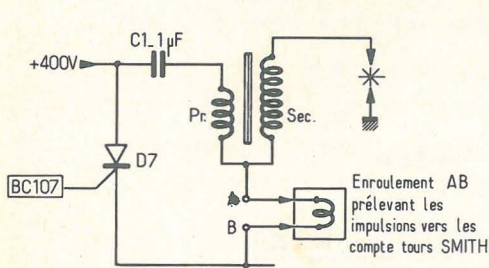 C1_1µF
+400V
Pr.
Sec.
D7
BC107
A
B
Enroulement AB
prélevant les
impulsions vers les
compte tours SMITH